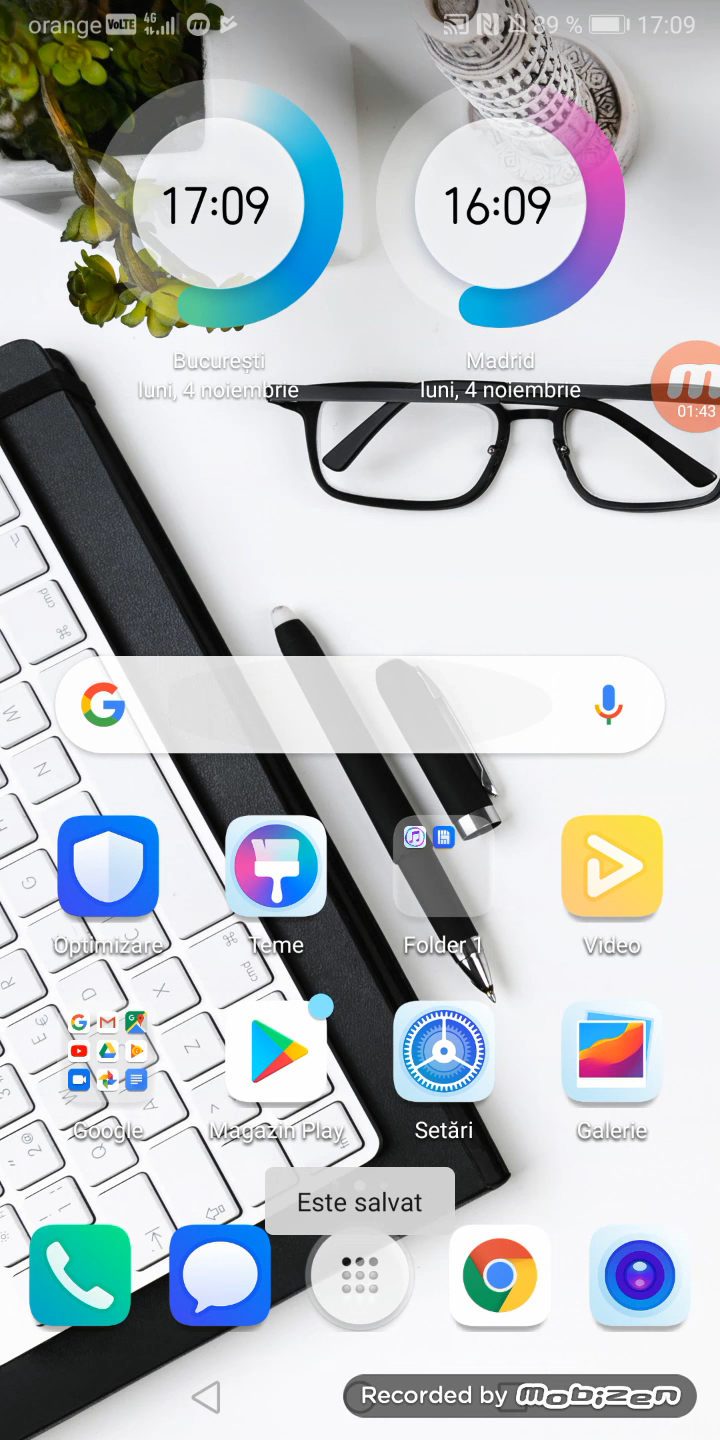 orange VoLTE 4G 89 % 17:09
17:09 16:09
București Madrid
luni, 4 noiembrie luni, 4 noiembrie
01:43
Optimizare Teme Folder 1 Video
Google Magazin Play Setări Galerie
Este salvat
Recorded by mobizen